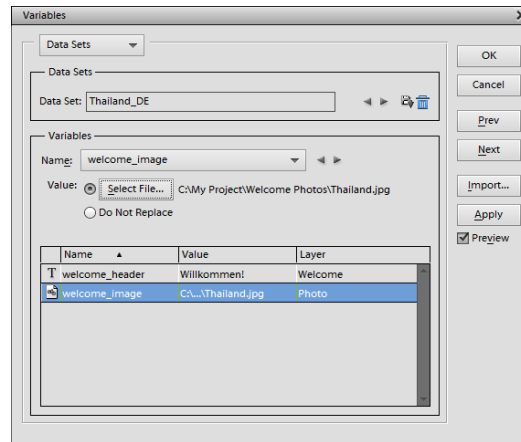 Variables
Data Sets
Data Sets
Data Set: Thailand_DE
Variables
Name: welcome_image
Value: Select File... C:\My Project\Welcome Photos\Thailand.jpg
Do Not Replace
Name Value Layer
T welcome_header Willkommen! Welcome
welcome_image C:\...\Thailand.jpg Photo
OK
Cancel
Prev
Next
Import...
Apply
Preview